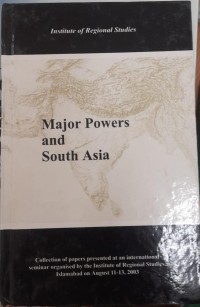 Institute of Regional Studies
Major Powers
and
South Asia
Collection of papers presented at an international
seminar organised by the Institute of Regional Studies,
Islamabad on August 11-13, 2003